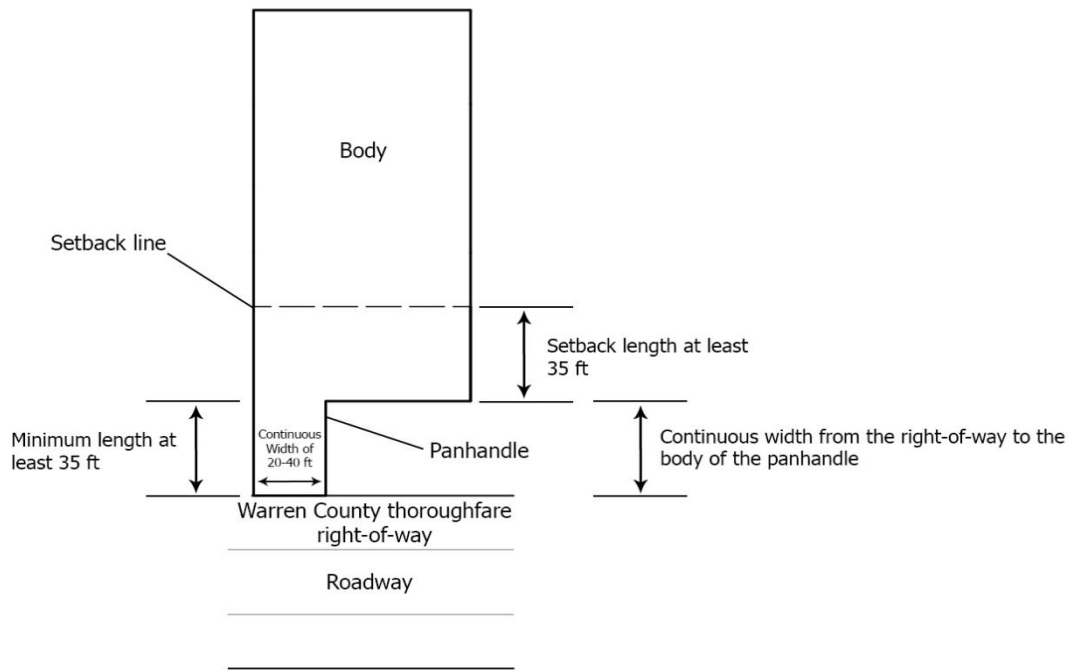 Body
Setback line
Setback length at least
35 ft
Minimum length at
least 35 ft
Continuous
Width of
20-40 ft
Panhandle
Continuous width from the right-of-way to the
body of the panhandle
Warren County thoroughfare
right-of-way
Roadway